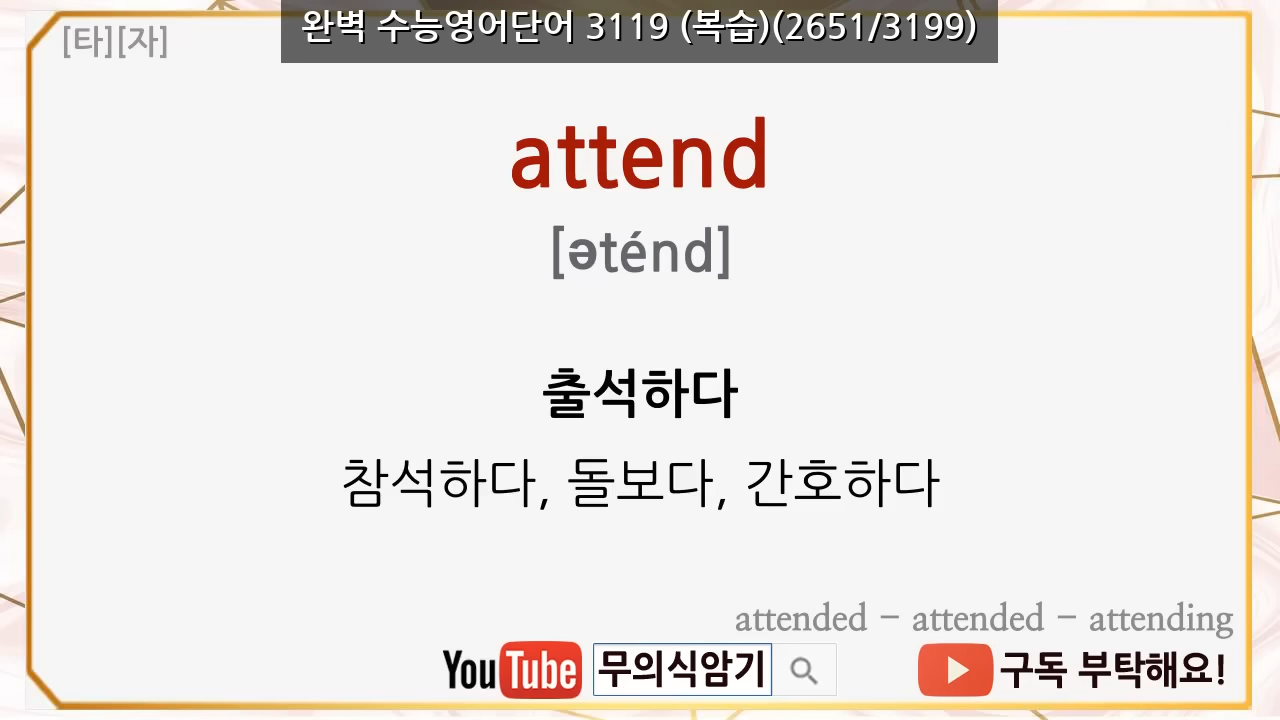 완벽 수능영어단어 3119 (복습)(2651/3199)
[타][자]
attend
[əténd]
출석하다
참석하다, 돌보다, 간호하다
attended - attended - attending
YouTube 무의식암기 구독 부탁해요!